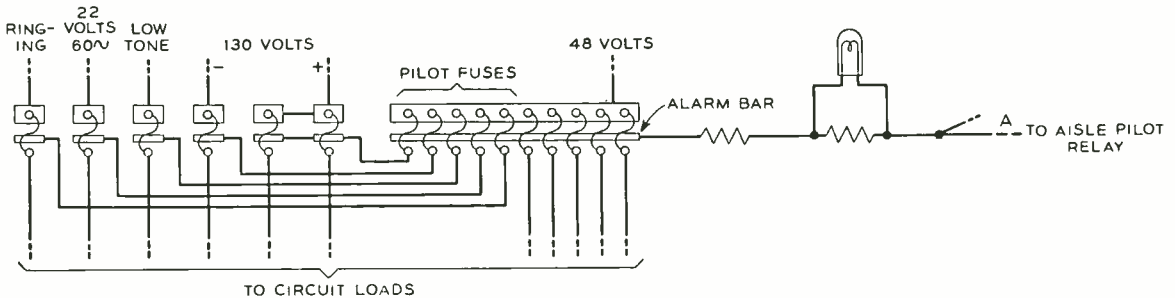 RING-
ING
22
VOLTS
60~
LOW
TONE
130 VOLTS
-
+
48 VOLTS
PILOT FUSES
ALARM BAR
A
TO AISLE PILOT
RELAY
TO CIRCUIT LOADS